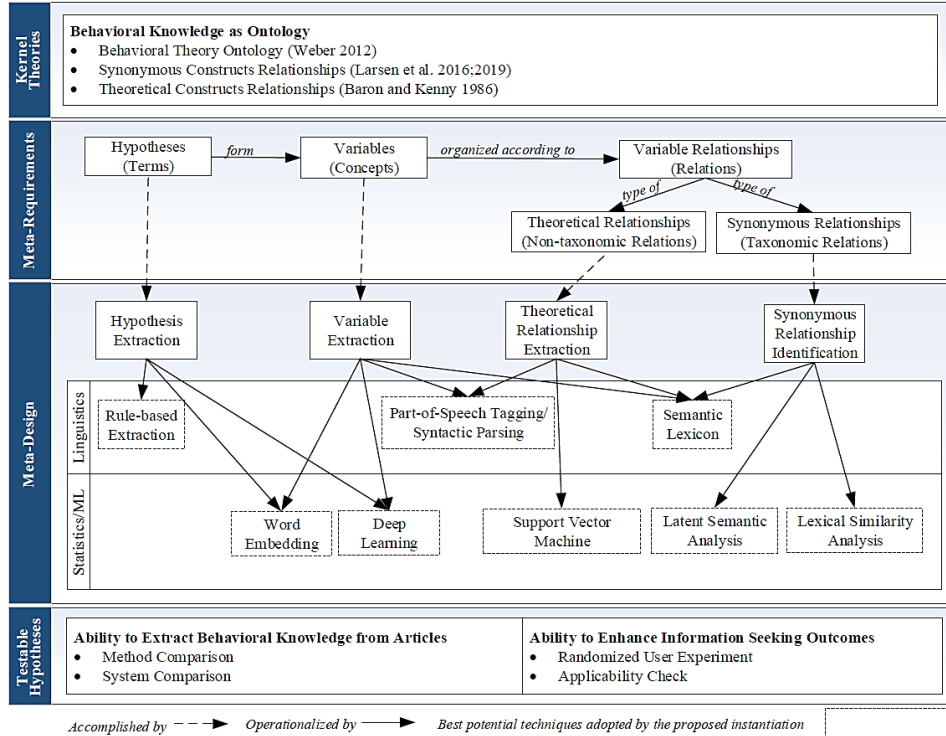 Kernel
Theories
Behavioral Knowledge as Ontology
• Behavioral Theory Ontology (Weber 2012)
• Synonymous Constructs Relationships (Larsen et al. 2016;2019)
• Theoretical Constructs Relationships (Baron and Kenny 1986)
Meta-Requirements
Hypotheses
(Terms)
form
Variables
(Concepts)
organized according to
Variable Relationships
(Relations)
type of
type of
Theoretical Relationships
(Non-taxonomic Relations)
Synonymous Relationships
(Taxonomic Relations)
Meta-Design
Hypothesis
Extraction
Variable
Extraction
Theoretical
Relationship
Extraction
Synonymous
Relationship
Identification
Linguistics
Rule-based
Extraction
Part-of-Speech Tagging/
Syntactic Parsing
Semantic
Lexicon
Statistics/ML
Word
Embedding
Deep
Learning
Support Vector
Machine
Latent Semantic
Analysis
Lexical Similarity
Analysis
Testable
Hypotheses
Ability to Extract Behavioral Knowledge from Articles
• Method Comparison
• System Comparison
Ability to Enhance Information Seeking Outcomes
• Randomized User Experiment
• Applicability Check
Accomplished by
Operationalized by
Best potential techniques adopted by the proposed instantiation